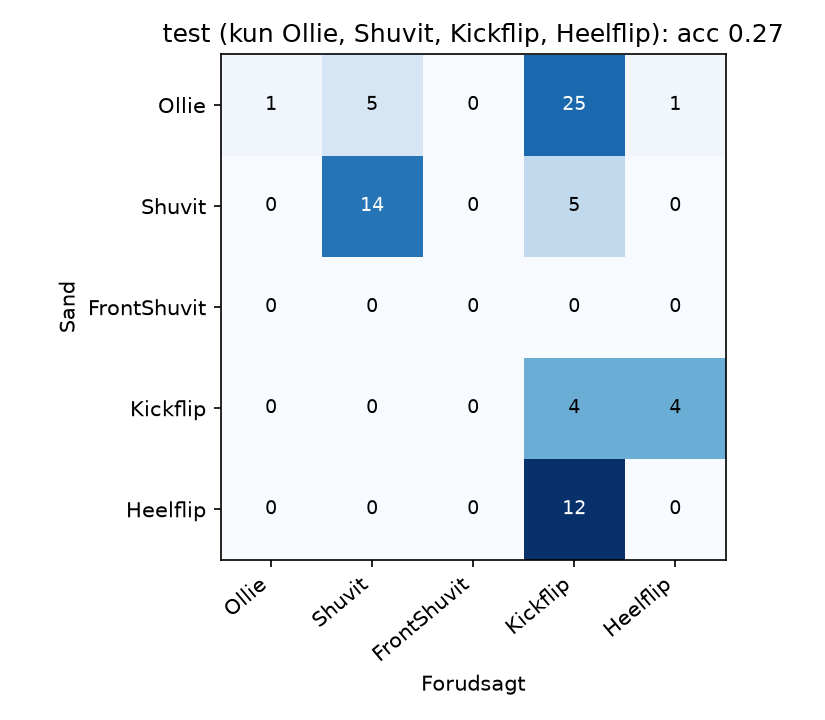 test (kun Ollie, Shuvit, Kickflip, Heelflip): acc 0.27
Sand
Ollie 1 5 0 25 1
Shuvit 0 14 0 5 0
FrontShuvit 0 0 0 0 0
Kickflip 0 0 0 4 4
Heelflip 0 0 0 12 0
Ollie Shuvit FrontShuvit Kickflip Heelflip
Forudsagt